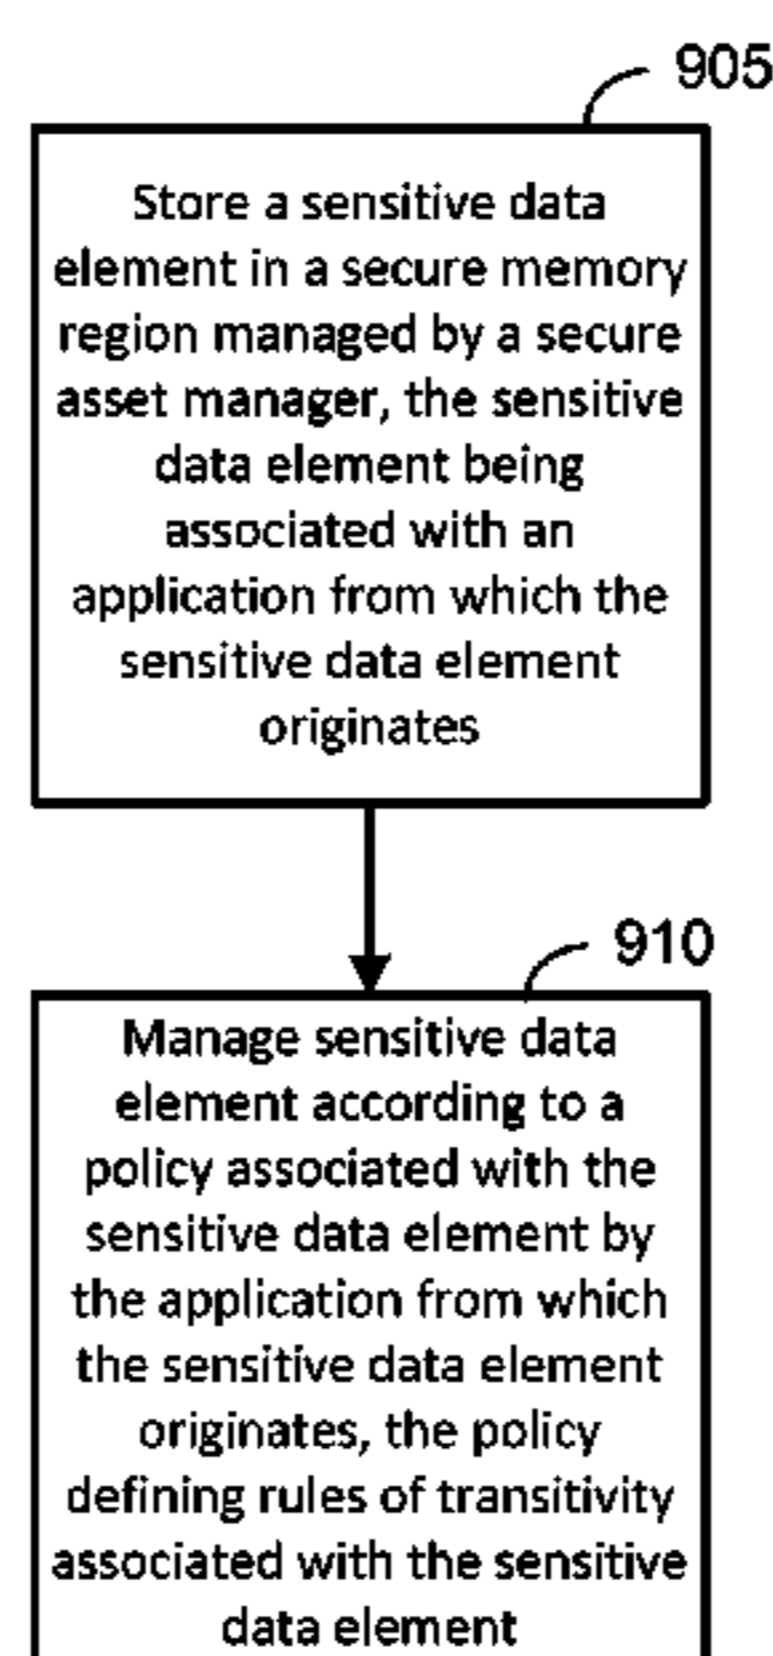 905
Store a sensitive data
element in a secure memory
region managed by a secure
asset manager, the sensitive
data element being
associated with an
application from which the
sensitive data element
originates
910
Manage sensitive data
element according to a
policy associated with the
sensitive data element by
the application from which
the sensitive data element
originates, the policy
defining rules of transitivity
associated with the sensitive
data element